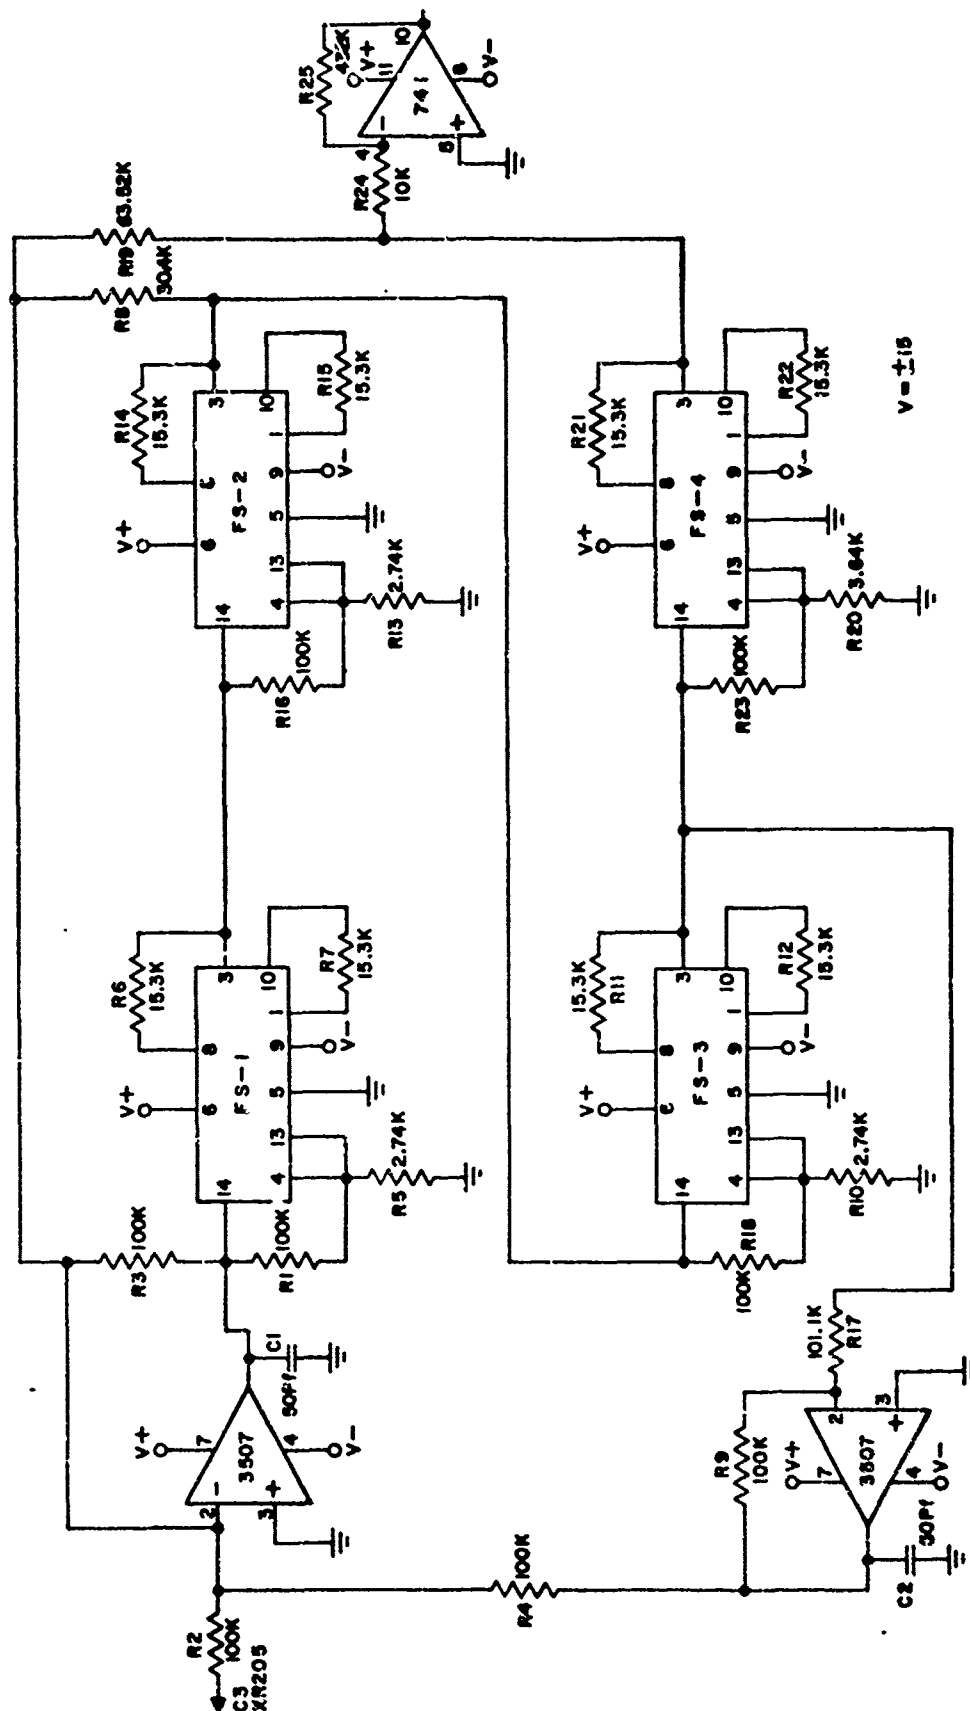 R25
4?.2K
V+
10
11
741
6
V-
-
+
4
5
R24
10K
R19
63.82K
R8
30.4K
R14
15.3K
3
10
R15
15.3K
1
9
V-
FS-2
6
V+
5
13
4
14
R13
2.74K
R16
100K
R21
15.3K
3
10
R22
15.3K
1
8
9
V-
FS-4
6
V+
5
13
4
14
R20
3.64K
R23
100K
V = ±15
R6
15.3K
3
10
R7
15.3K
1
8
9
V-
FS-1
6
V+
5
13
4
14
R5
2.74K
R3
100K
R1
100K
15.3K
R11
3
10
R12
15.3K
1
8
9
V-
FS-3
V+
5
13
4
14
R10
2.74K
R18
100K
C1
50Pf
V+
7
3507
4
V-
2
-
3
+
101.1K
R17
R9
100K
2
3
+
V+
7
3507
4
V-
50Pf
C2
R4
100K
R2
100K
C3
XR205